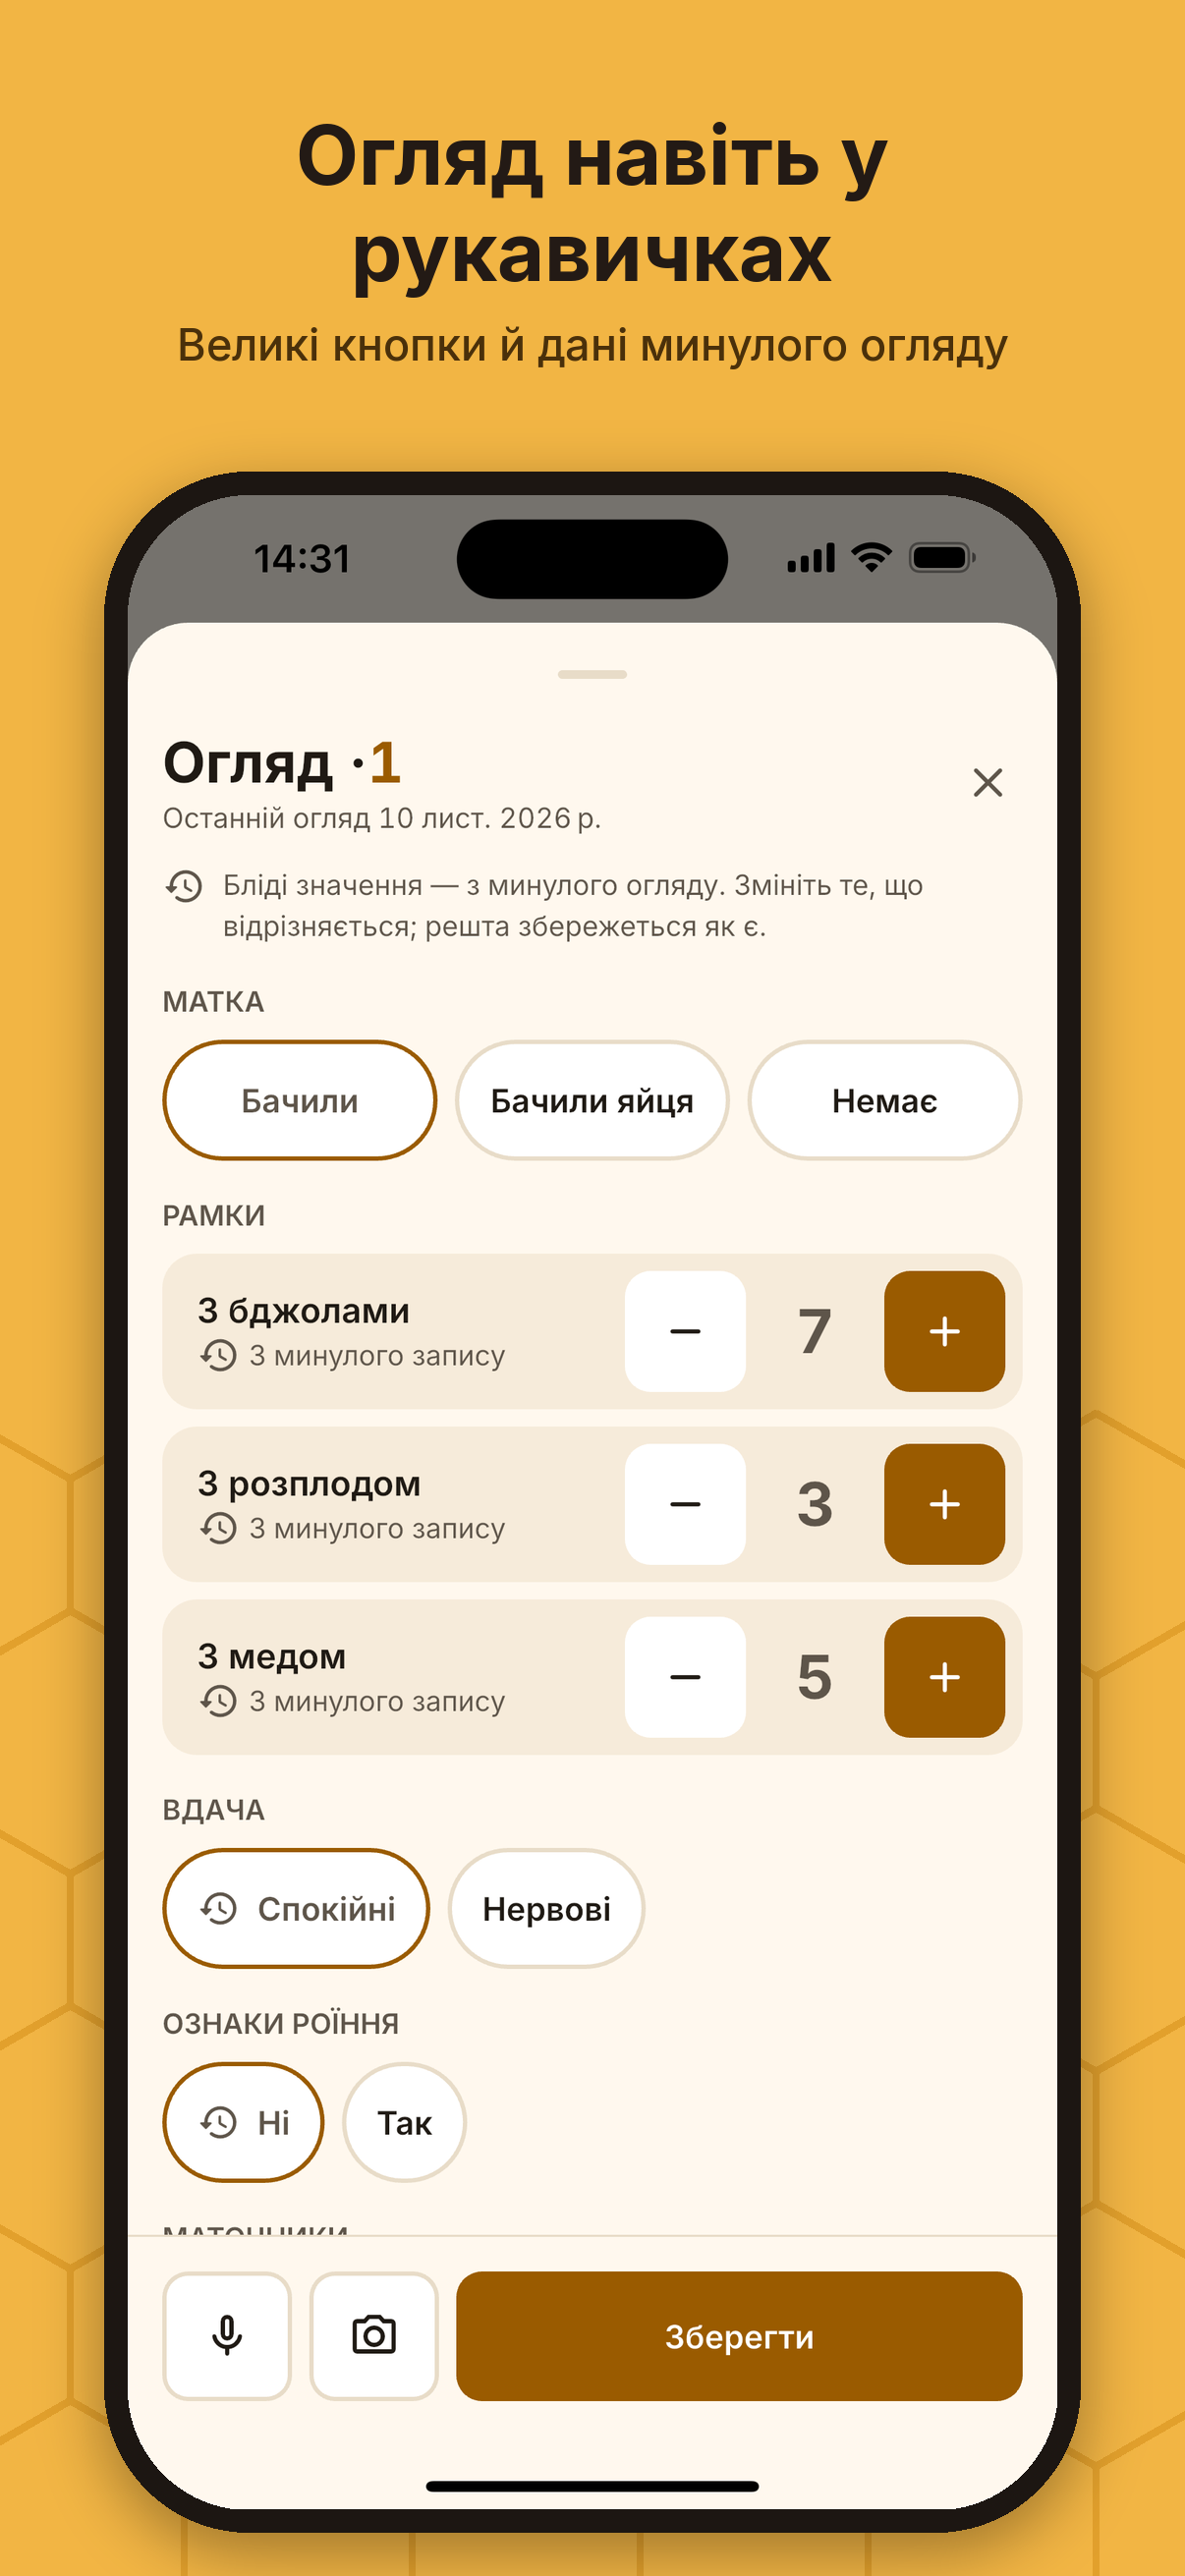 Огляд навіть у
рукавичках
Великі кнопки й дані минулого огляду
14:31
Огляд ·1
Останній огляд 10 лист. 2026 р.
Бліді значення — з минулого огляду. Змініть те, що
відрізняється; решта збережеться як є.
МАТКА
Бачили
Бачили яйця
Немає
РАМКИ
З бджолами
З минулого запису
7
З розплодом
З минулого запису
3
З медом
З минулого запису
5
ВДАЧА
Спокійні
Нервові
ОЗНАКИ РОЇННЯ
Ні
Так
МАТОЧНИКИ
Зберегти